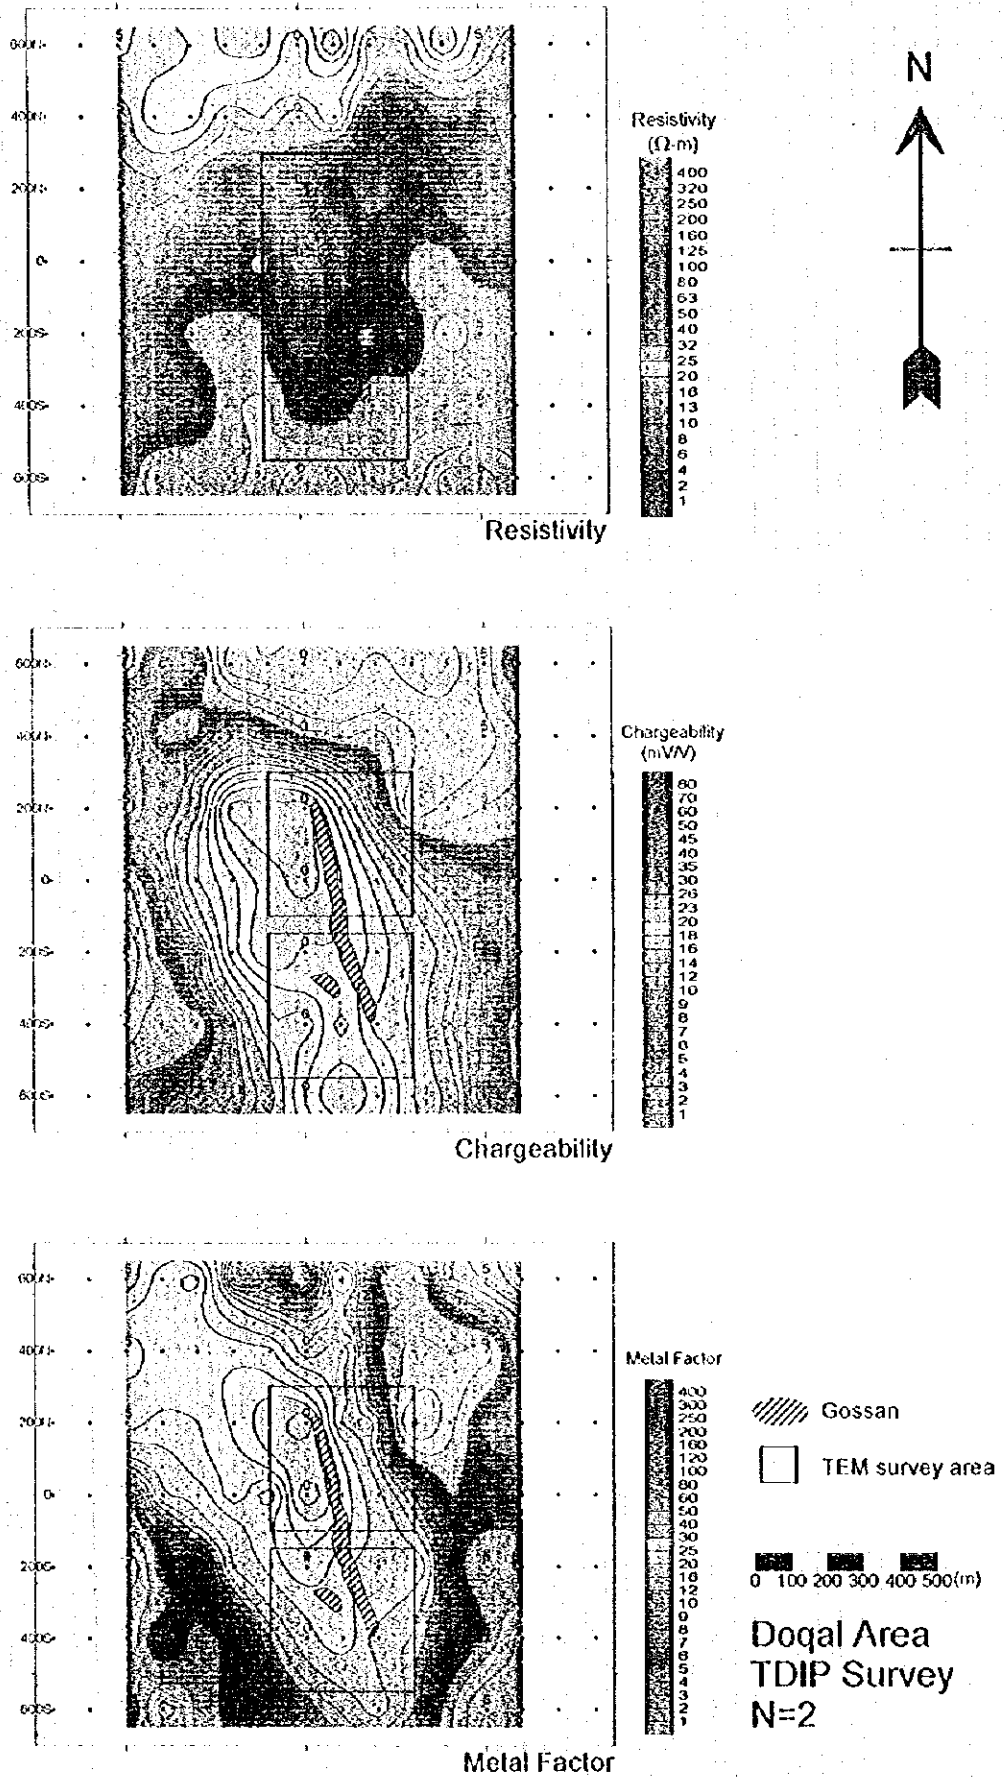 600N
400N
200N
0
200S
400S
600S
Resistivity
(Ω-m)
400
320
250
200
160
125
100
80
63
50
40
32
25
20
16
13
10
8
6
4
2
1
N
Resistivity
600N
400N
200N
0
200S
400S
600S
Chargeability
(mV/V)
80
70
60
50
45
40
35
30
26
23
20
18
16
14
12
10
9
8
7
6
5
4
3
2
1
Chargeability
600N
400N
200N
0
200S
400S
600S
Metal Factor
400
300
250
200
160
120
100
80
60
50
40
30
25
20
16
12
10
9
8
7
6
5
4
3
2
1
Gossan
TEM survey area
0 100 200 300 400 500(m)
Doqal Area
TDIP Survey
N=2
Metal Factor